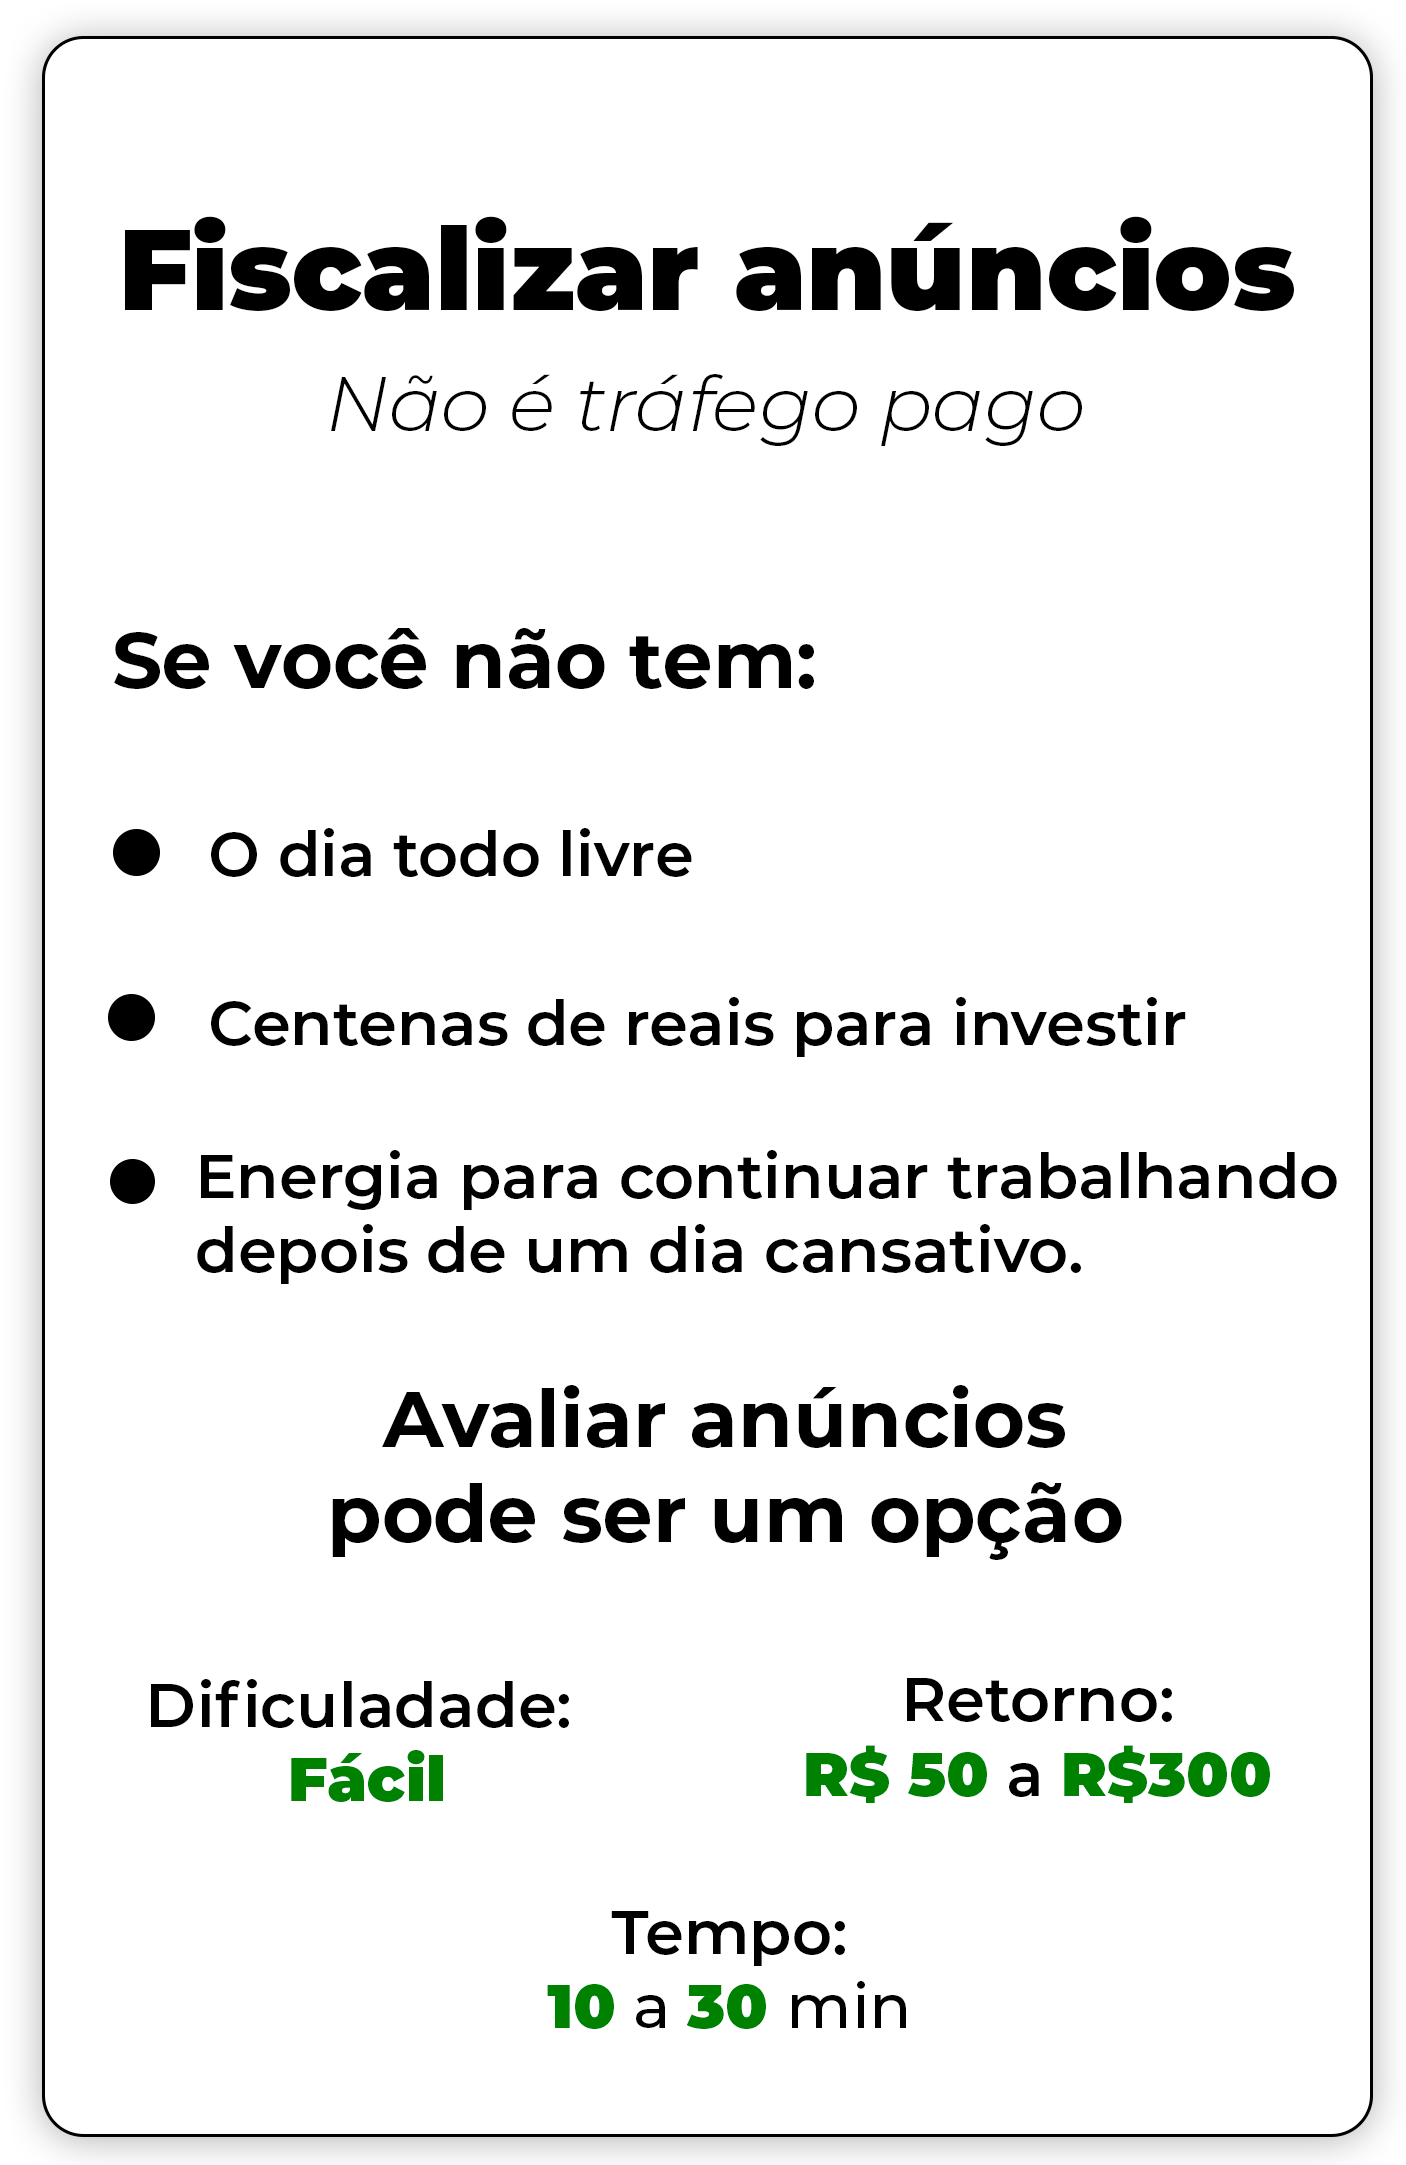 Fiscalizar anúncios
Não é tráfego pago
Se você não tem:
● O dia todo livre
● Centenas de reais para investir
● Energia para continuar trabalhando
depois de um dia cansativo.
Avaliar anúncios
pode ser um opção
Dificuladade:
Fácil
Retorno:
R$ 50 a R$300
Tempo:
10 a 30 min